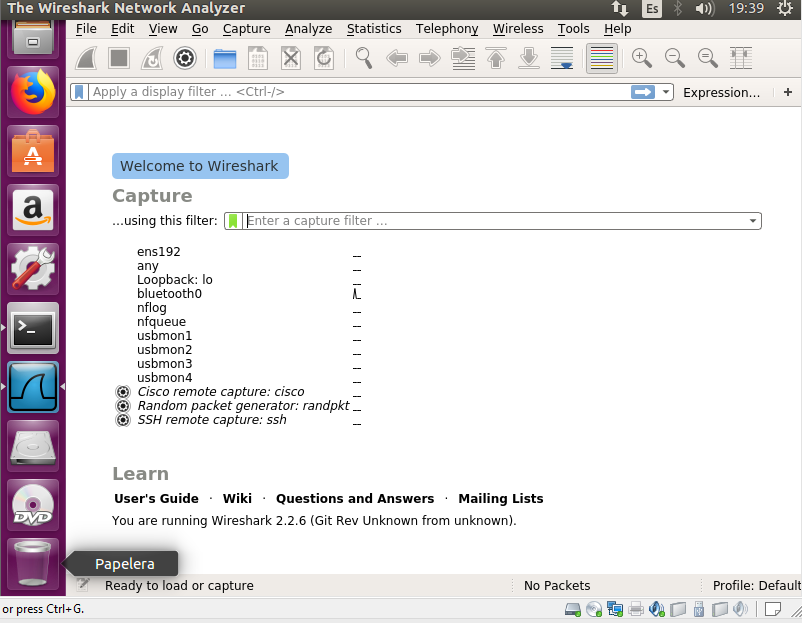 The Wireshark Network Analyzer
Es
19:39
File Edit View Go Capture Analyze Statistics Telephony Wireless Tools Help
Apply a display filter ... <Ctrl-/>
Expression...
+
Welcome to Wireshark
Capture
...using this filter:
Enter a capture filter ...
ens192
any
Loopback: lo
bluetooth0
nflog
nfqueue
usbmon1
usbmon2
usbmon3
usbmon4
Cisco remote capture: cisco
Random packet generator: randpkt
SSH remote capture: ssh
Learn
User's Guide · Wiki · Questions and Answers · Mailing Lists
You are running Wireshark 2.2.6 (Git Rev Unknown from unknown).
A
a
DVD
Papelera
Ready to load or capture
No Packets
Profile: Default
or press Ctrl+G.